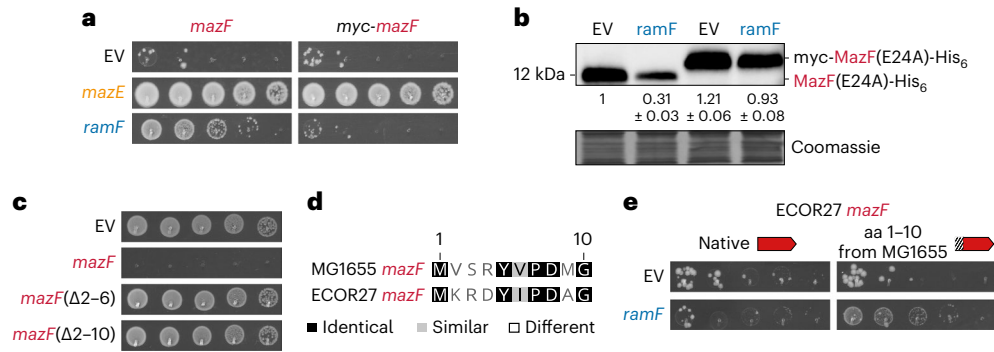 a
mazF
myc-mazF
EV
mazE
ramF
b
EV ramF EV ramF
12 kDa
myc-MazF(E24A)-His6
MazF(E24A)-His6
1 0.31 1.21 0.93
± 0.03 ± 0.06 ± 0.08
Coomassie
c
EV
mazF
mazF(Δ2–6)
mazF(Δ2–10)
d
1 10
MG1655 mazF MVSRYVPDMG
ECOR27 mazF MKRDYIPDAG
Identical Similar Different
e
ECOR27 mazF
Native
aa 1–10
from MG1655
EV
ramF